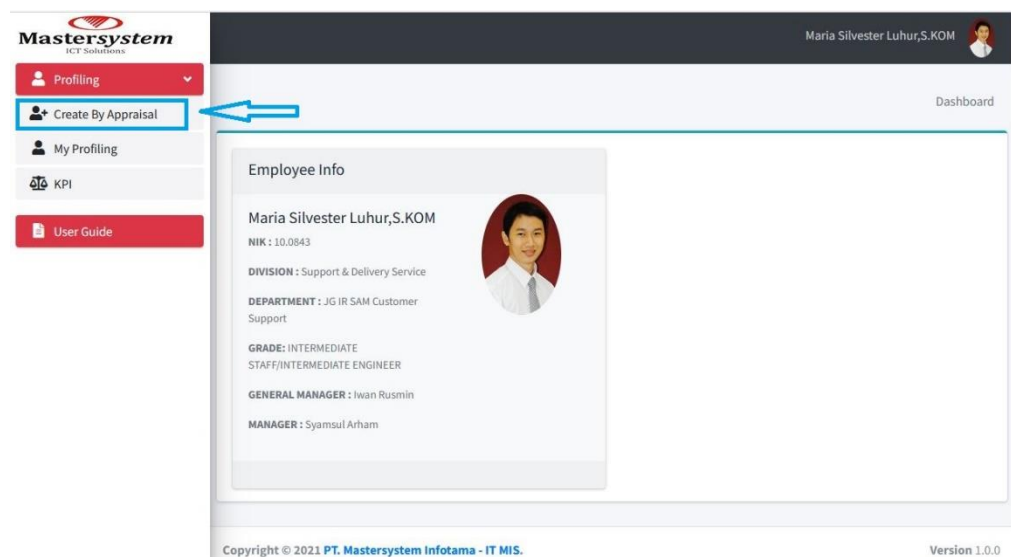 Mastersystem
ICT Solutions
Maria Silvester Luhur,S.KOM
Profiling
Create By Appraisal
My Profiling
KPI
User Guide
Dashboard
Employee Info
Maria Silvester Luhur,S.KOM
NIK : 10.0843
DIVISION : Support & Delivery Service
DEPARTMENT : JG IR SAM Customer
Support
GRADE: INTERMEDIATE
STAFF/INTERMEDIATE ENGINEER
GENERAL MANAGER : Iwan Rusmin
MANAGER : Syamsul Arham
Copyright © 2021 PT. Mastersystem Infotama - IT MIS.
Version 1.0.0